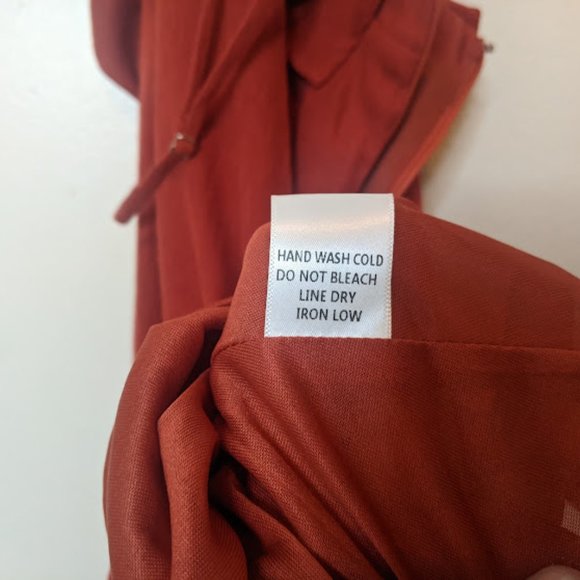 HAND WASH COLD
DO NOT BLEACH
LINE DRY
IRON LOW